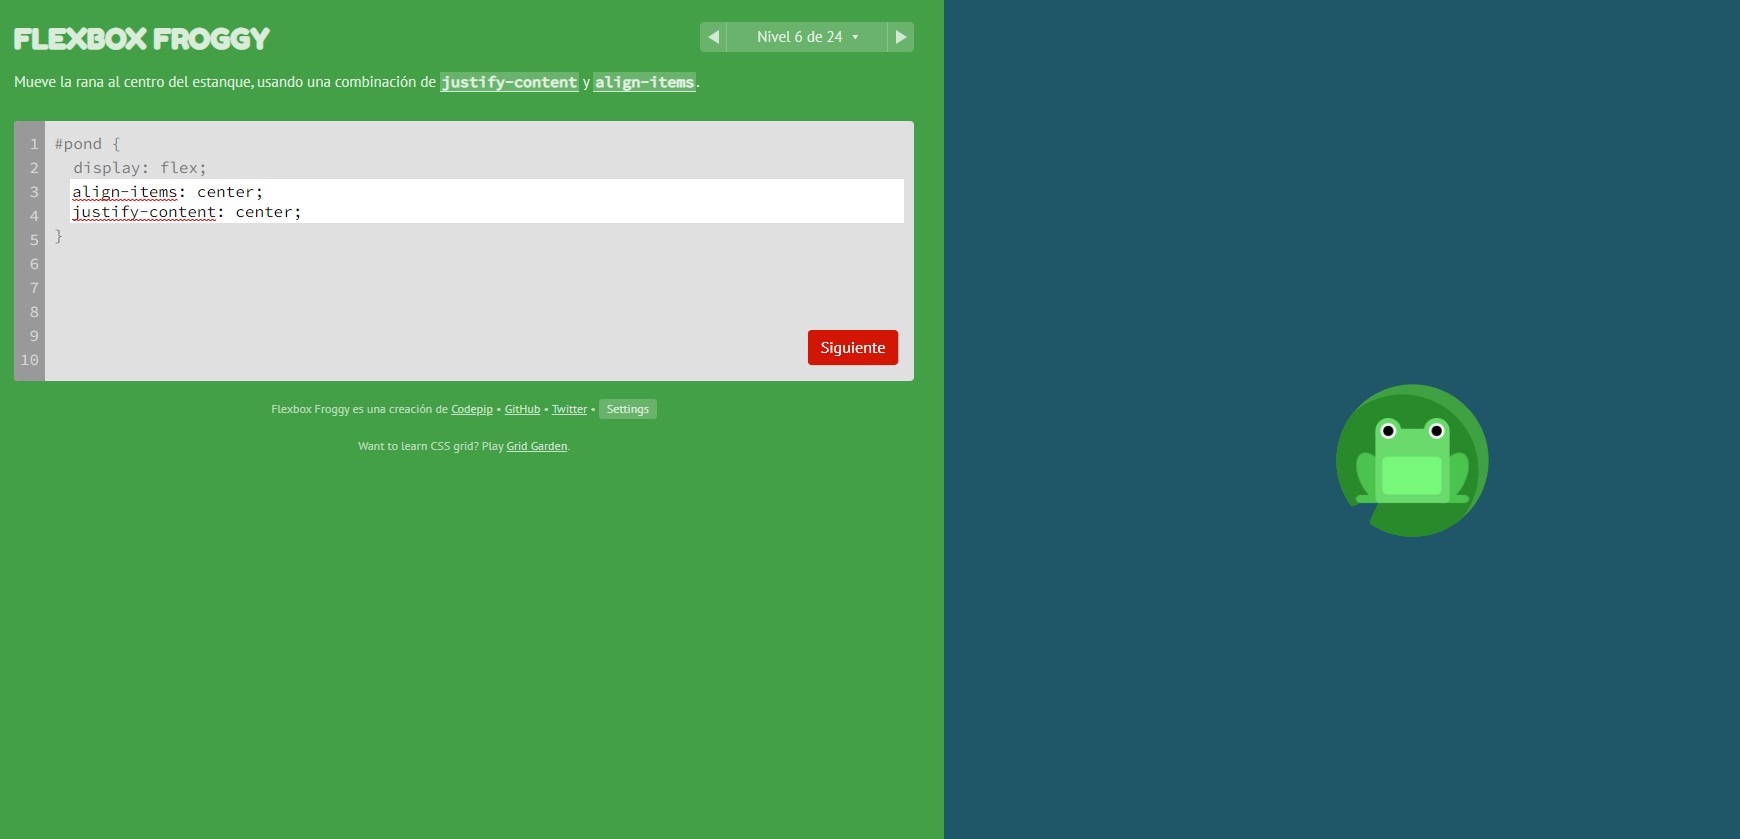 FLEXBOX FROGGY
◀ Nivel 6 de 24 ▾ ▶
Mueve la rana al centro del estanque, usando una combinación de justify-content y align-items.
1 #pond {
2 display: flex;
3 align-items: center;
4 justify-content: center;
5 }
6
7
8
9
10
Siguiente
Flexbox Froggy es una creación de Codepip • GitHub • Twitter • Settings
Want to learn CSS grid? Play Grid Garden.